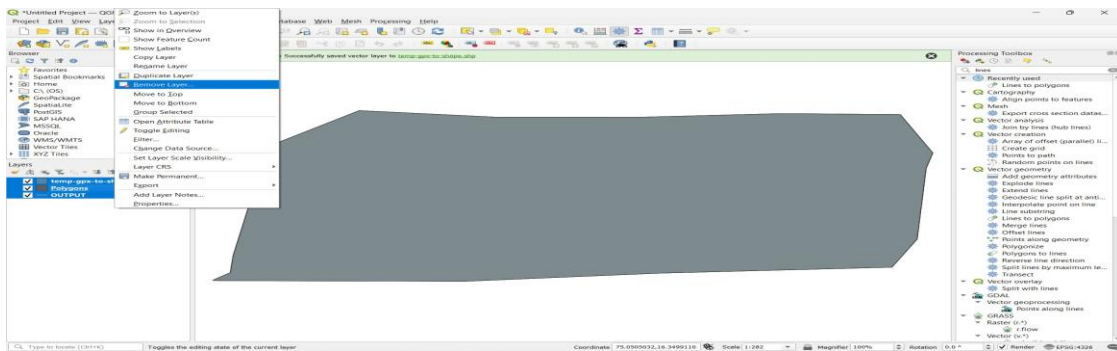 *Untitled Project — QGI
Project Edit View Laye
tabase Web Mesh Processing Help
Zoom to Layer(s)
Zoom to Selection
Show in Overview
Show Feature Count
Show Labels
Copy Layer
Rename Layer
Duplicate Layer
Remove Layer...
Move to Top
Move to Bottom
Group Selected
Open Attribute Table
Toggle Editing
Filter...
Change Data Source...
Set Layer Scale Visibility...
Layer CRS
Make Permanent...
Export
Add Layer Notes...
Properties...
Browser
Favorites
Spatial Bookmarks
Home
C:\ (OS)
GeoPackage
SpatiaLite
PostGIS
SAP HANA
MSSQL
Oracle
WMS/WMTS
Vector Tiles
XYZ Tiles
Layers
temp-gpx-to-sh
Polygons
OUTPUT
Successfully saved vector layer to temp-gpx-to-shape.shp
Processing Toolbox
lines
Recently used
Lines to polygons
Cartography
Align points to features
Mesh
Export cross section datas...
Vector analysis
Join by lines (hub lines)
Vector creation
Array of offset (parallel) li...
Create grid
Points to path
Random points on lines
Vector geometry
Add geometry attributes
Explode lines
Extend lines
Geodesic line split at anti...
Interpolate point on line
Line substring
Lines to polygons
Merge lines
Offset lines
Points along geometry
Polygonize
Polygons to lines
Reverse line direction
Split lines by maximum le...
Transect
Vector overlay
Split with lines
GDAL
Vector geoprocessing
Points along lines
GRASS
Raster (r.*)
r.flow
Vector (v.*)
Type to locate (Ctrl+K)
Toggles the editing state of the current layer
Coordinate 75.0505032,16.3499110
Scale 1:282
Magnifier 100%
Rotation 0.0 °
Render
EPSG:4326